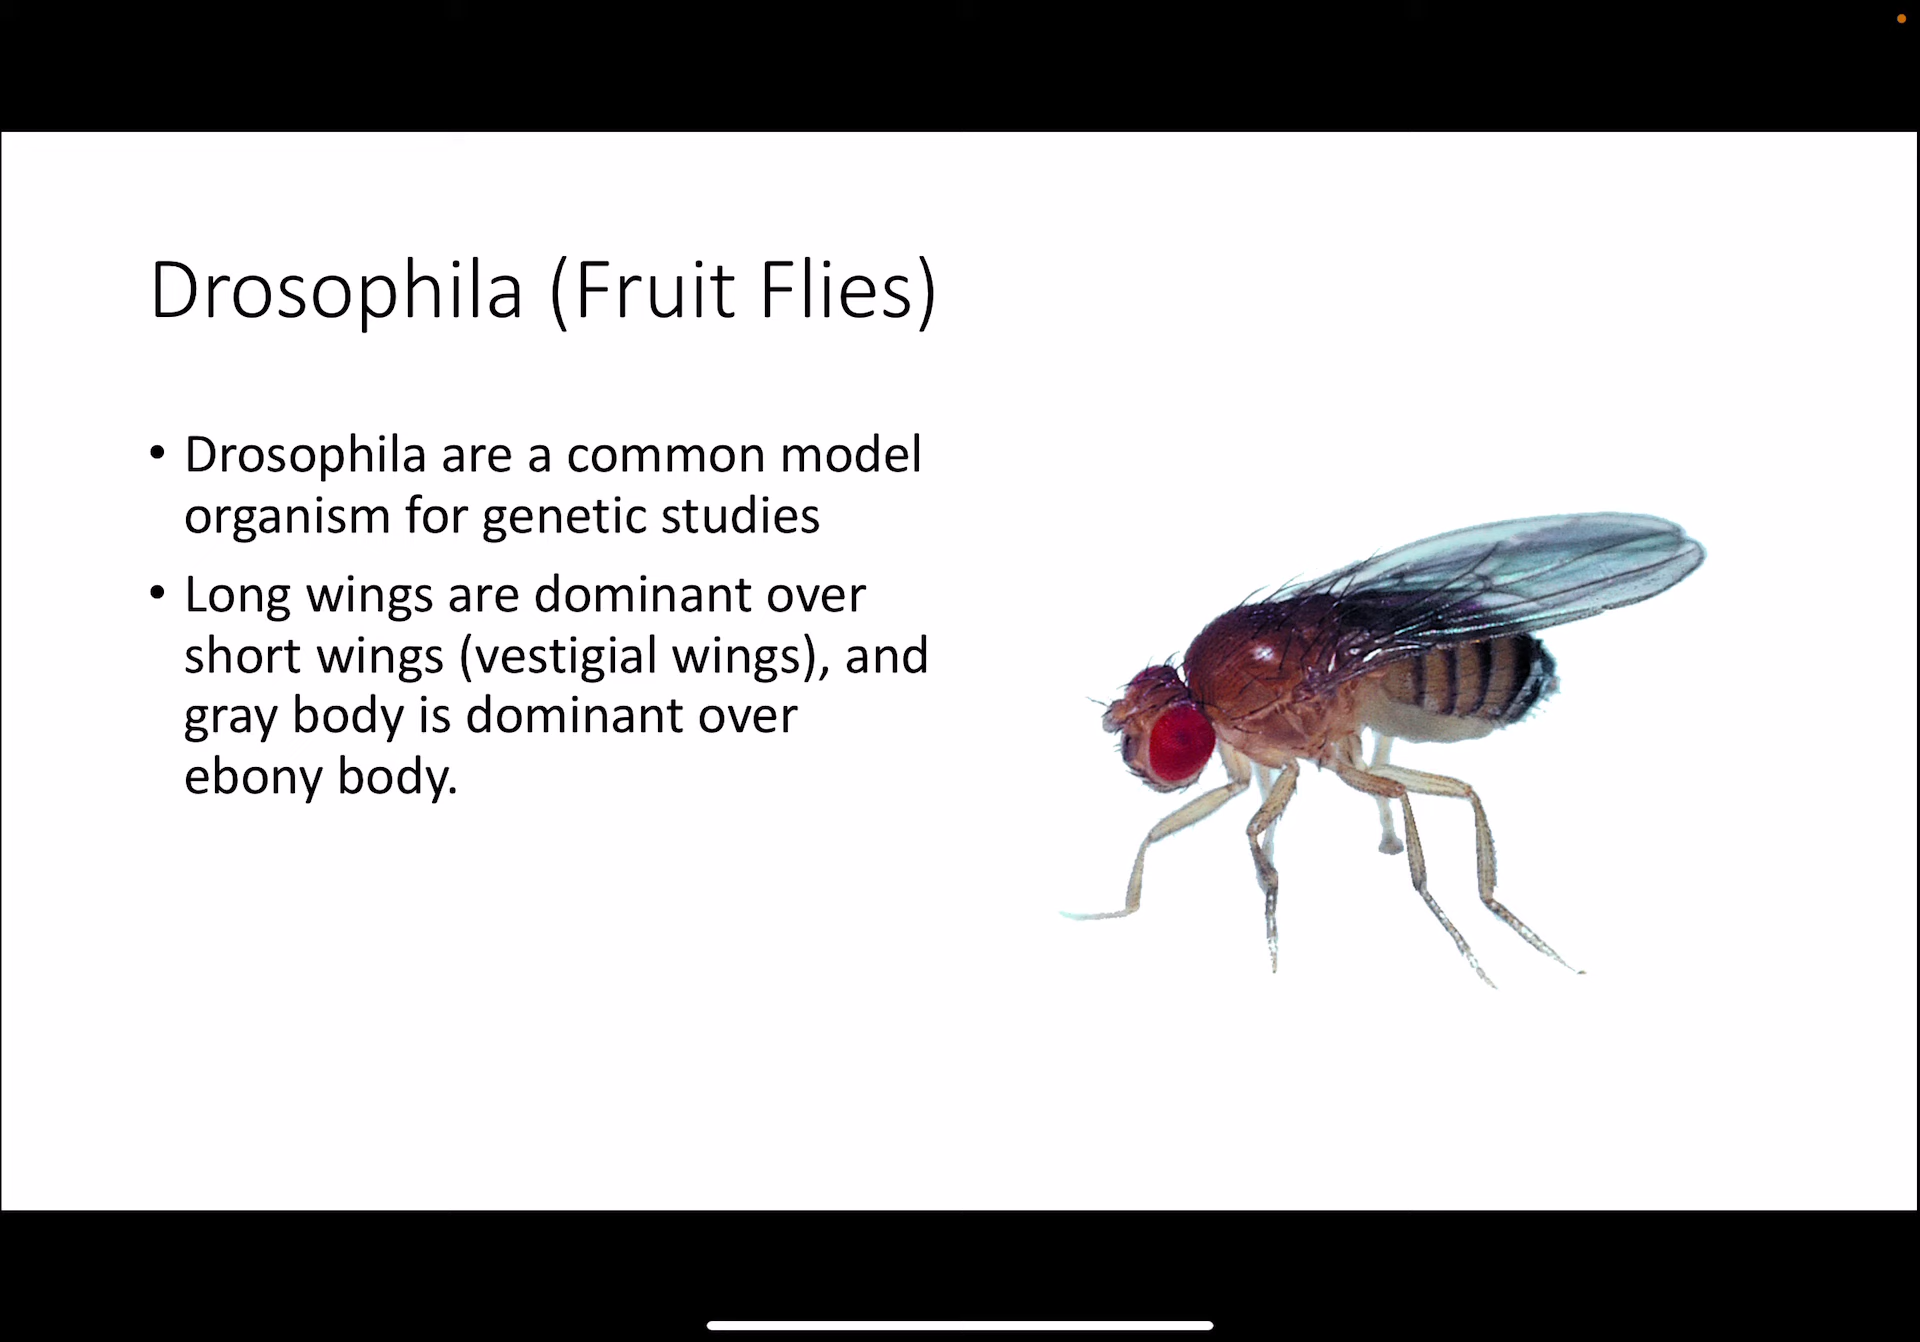 Drosophila (Fruit Flies)
• Drosophila are a common model
organism for genetic studies
• Long wings are dominant over
short wings (vestigial wings), and
gray body is dominant over
ebony body.